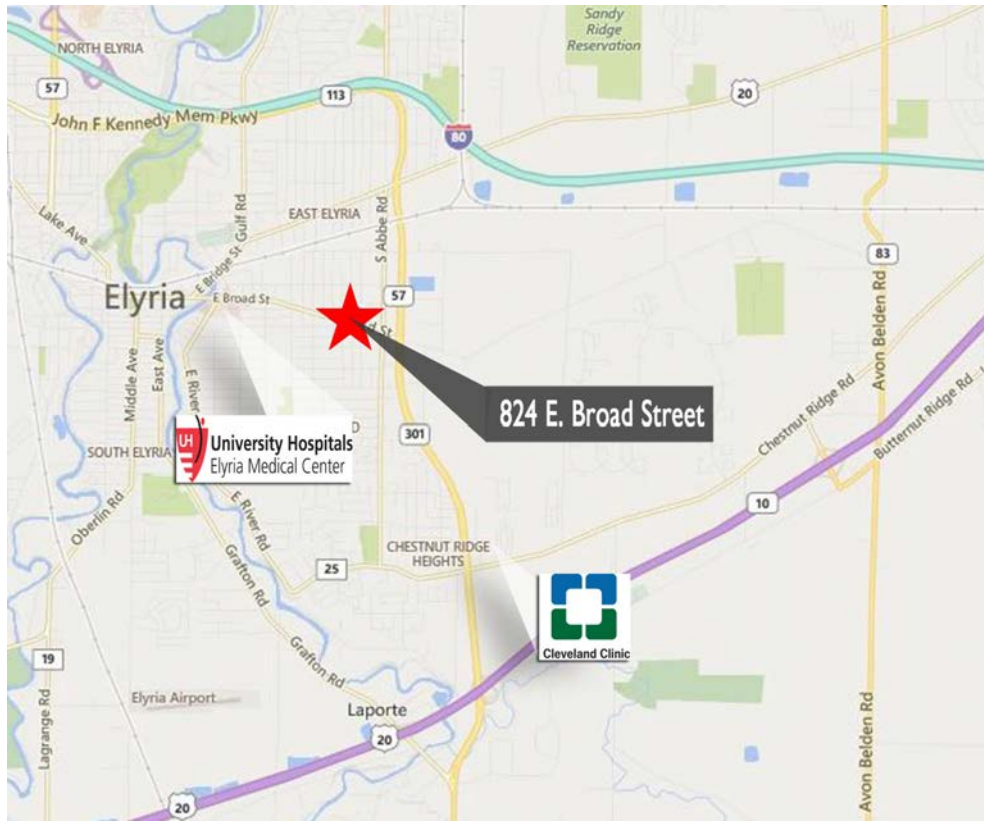 Sandy
Ridge
Reservation
NORTH ELYRIA
57
113
20
John F Kennedy Mem Pkwy
80
Lake Ave
Gulf Rd
EAST ELYRIA
S Abbe Rd
E Bridge St
83
Elyria
E Broad St
57
d St
Avon Belden Rd
Middle Ave
East Ave
E River Rd
824 E. Broad Street
Chestnut Ridge Rd
Butternut Ridge Rd
301
UH
University Hospitals
Elyria Medical Center
D
SOUTH ELYRIA
Oberlin Rd
E River Rd
10
CHESTNUT RIDGE
HEIGHTS
25
Grafton Rd
Cleveland Clinic
Grafton Rd
19
Lagrange Rd
Elyria Airport
Laporte
20
Avon Belden Rd
20